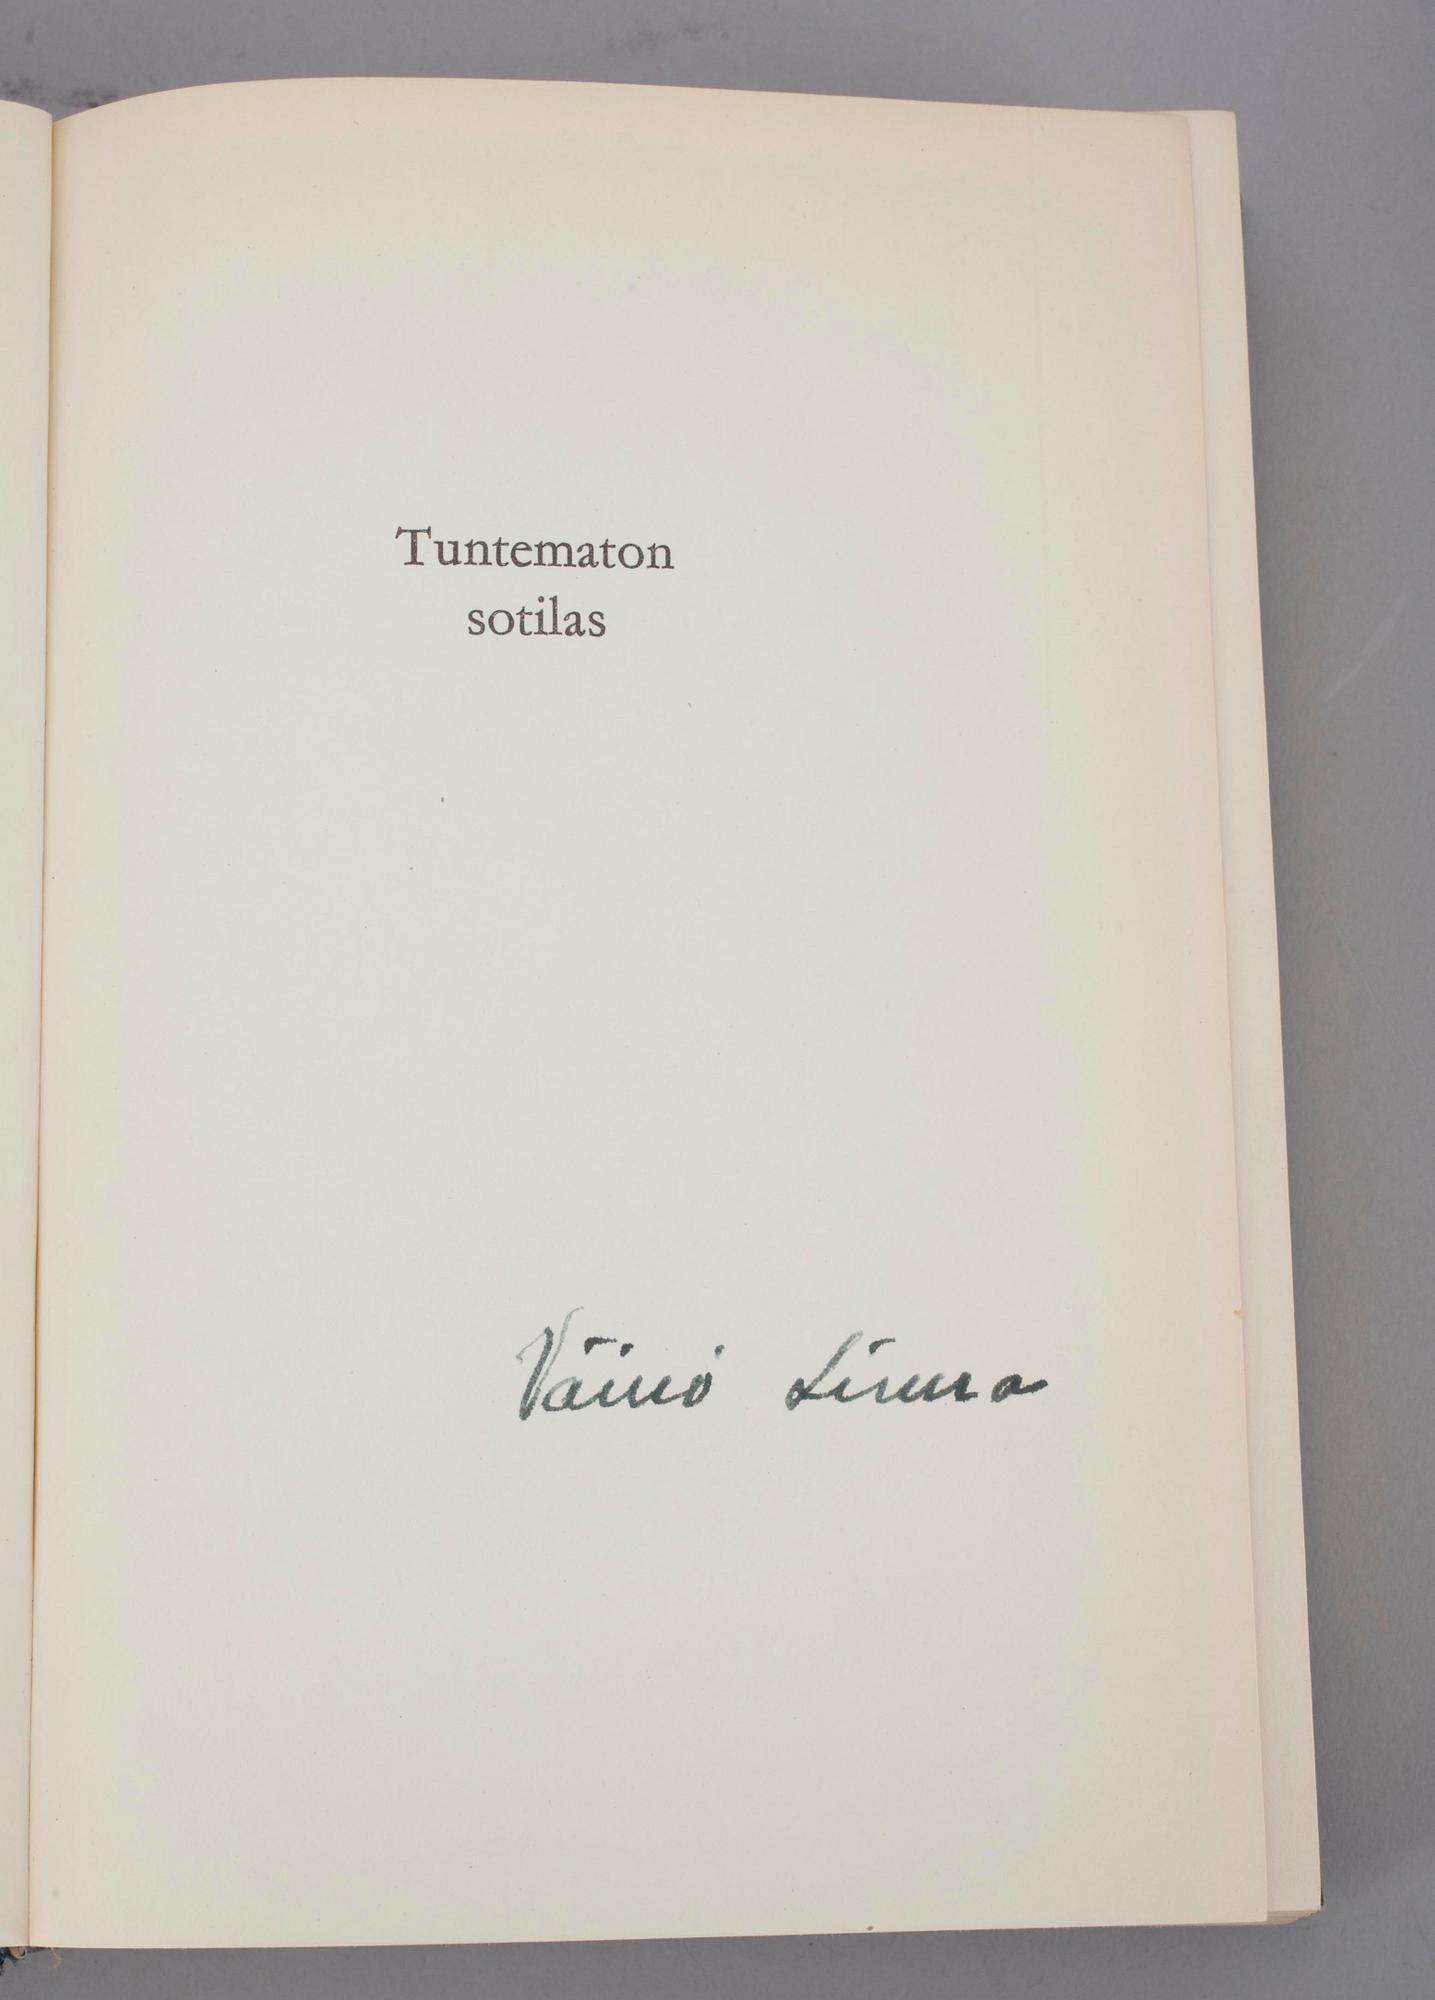 Tuntematon
sotilas
Väinö Linna